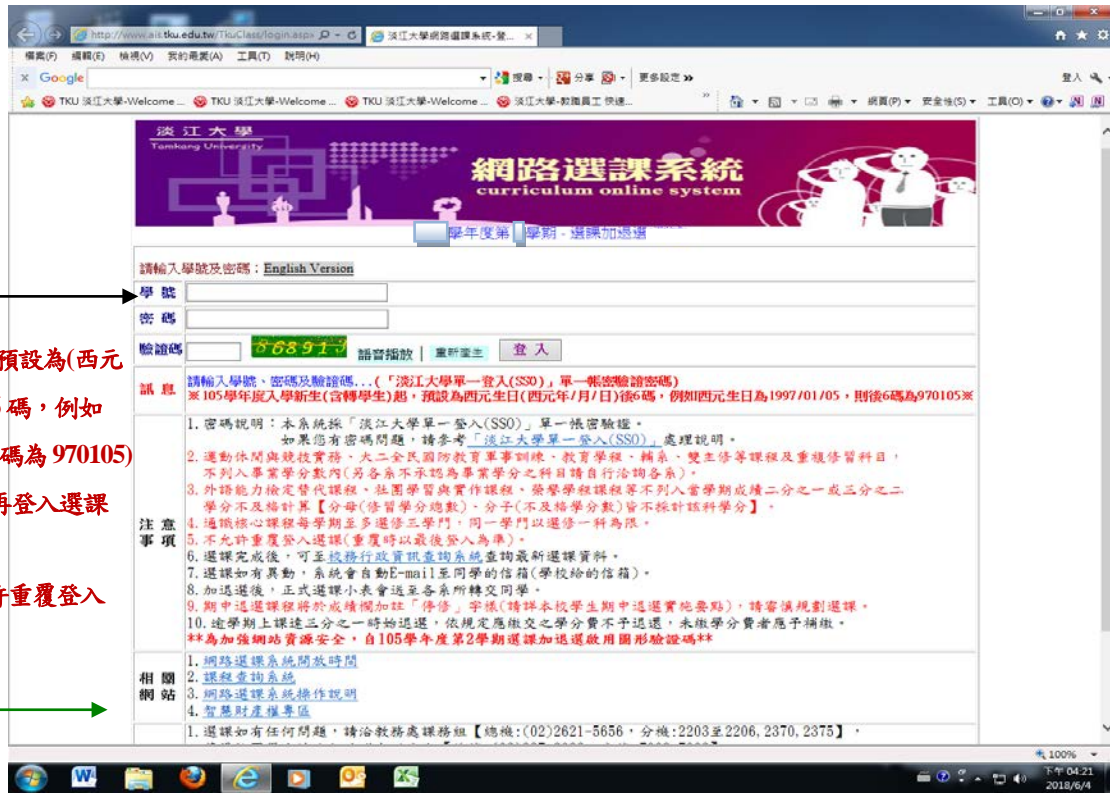 http://www.ais.tku.edu.tw/TkuClass/login.aspx
淡江大學網路選課系統-登...
檔案(F) 編輯(E) 檢視(V) 我的最愛(A) 工具(T) 說明(H)
Google 搜尋 分享 更多設定 » 登入
TKU 淡江大學-Welcome ... TKU 淡江大學-Welcome ... TKU 淡江大學-Welcome ... 淡江大學-教職員工 快速... » 網頁(P) 安全性(S) 工具(O)
淡江大學
Tamkang University
網路選課系統
curriculum online system
學年度第 學期 - 選課加退選
請輸入學號及密碼：English Version
學 號
密 碼
驗證碼 868913 語音播放 重新產生 登 入
預設為(西元
碼，例如
碼為 970105)
再登入選課
重覆登入
訊 息
請輸入學號、密碼及驗證碼...(「淡江大學單一登入(SSO)」單一帳密驗證密碼)
※105學年度入學新生(含轉學生)起，預設為西元生日(西元年/月/日)後6碼，例如西元生日為1997/01/05，則後6碼為970105※
注 意
事 項
1. 密碼說明：本系統採「淡江大學單一登入(SSO)」單一帳密驗證。
如果您有密碼問題，請參考「淡江大學單一登入(SSO)」處理說明。
2. 運動休閒與競技實務、大二全民國防教育軍事訓練、教育學程、輔系、雙主修等課程及重複修習科目，
不列入畢業學分數內(另各系不承認為畢業學分之科目請自行洽詢各系)。
3. 外語能力檢定替代課程、社團學習與實作課程、榮譽學程課程等不列入當學期成績二分之一或三分之二
學分不及格計算【分母(修習學分總數)、分子(不及格學分數)皆不採計該科學分】。
4. 通識核心課程每學期至多選修三學門，同一學門以選修一科為限。
5. 不允許重覆登入選課(重覆時以最後登入為準)。
6. 選課完成後，可至校務行政資訊查詢系統查詢最新選課資料。
7. 選課如有異動，系統會自動E-mail至同學的信箱(學校給的信箱)。
8. 加退選後，正式選課小表會送至各系所轉交同學。
9. 期中退選課程將於成績欄加註「停修」字樣(請詳本校學生期中退選實施要點)，請審慎規劃選課。
10. 逾學期上課達三分之一時始退選，依規定應繳交之學分費不予退還，未繳學分費者應予補繳。
**為加強網站資源安全，自105學年度第2學期選課加退選啟用圖形驗證碼**
相 關
網 站
1. 網路選課系統開放時間
2. 課程查詢系統
3. 網路選課系統操作說明
4. 智慧財產權專區
1. 選課如有任何問題，請洽教務處課務組【總機:(02)2621-5656，分機:2203至2206, 2370, 2375】，
100%
下午 04:21
2018/6/4